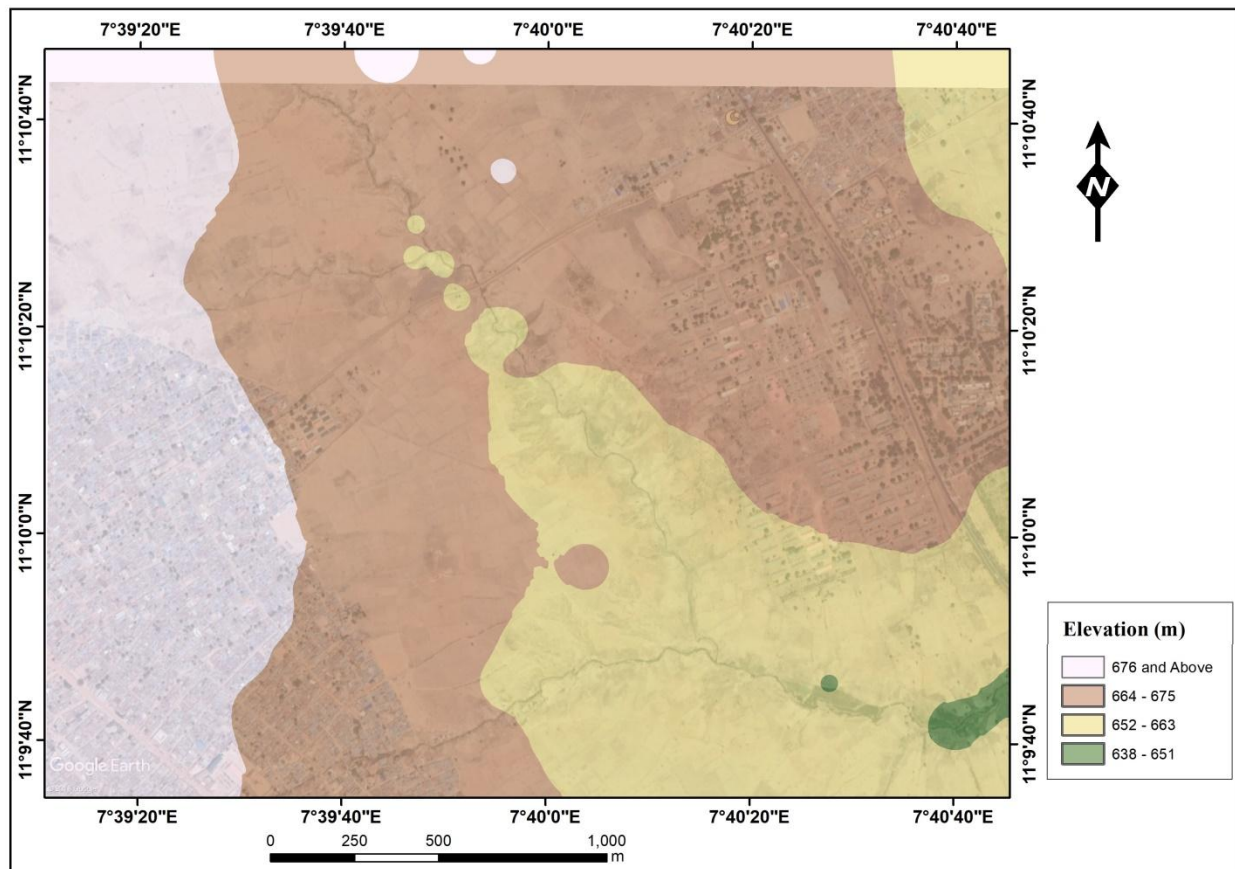 7°39'20"E 7°39'40"E 7°40'0"E 7°40'20"E 7°40'40"E
11°10'40"N 11°10'40"N
N
11°10'20"N 11°10'20"N
11°10'0"N 11°10'0"N
Elevation (m)
676 and Above
664 - 675
652 - 663
638 - 651
11°9'40"N 11°9'40"N
Google Earth
7°39'20"E 7°39'40"E 7°40'0"E 7°40'20"E 7°40'40"E
0 250 500 1,000
m